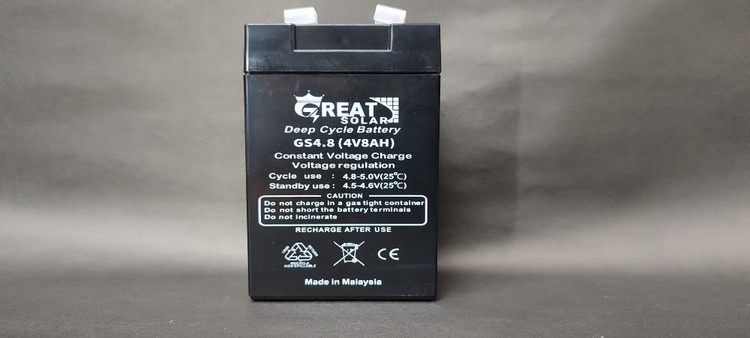 GREAT
SOLAR
Deep Cycle Battery
GS4.8 (4V8AH)
Constant Voltage Charge
Voltage regulation
Cycle use : 4.8-5.0V(25℃)
Standby use : 4.5-4.6V(25℃)
CAUTION
Do not charge in a gas tight container
Do not short the battery terminals
Do not incinerate
RECHARGE AFTER USE
RECYCLE
NONSPILLABLE
CE
Made in Malaysia